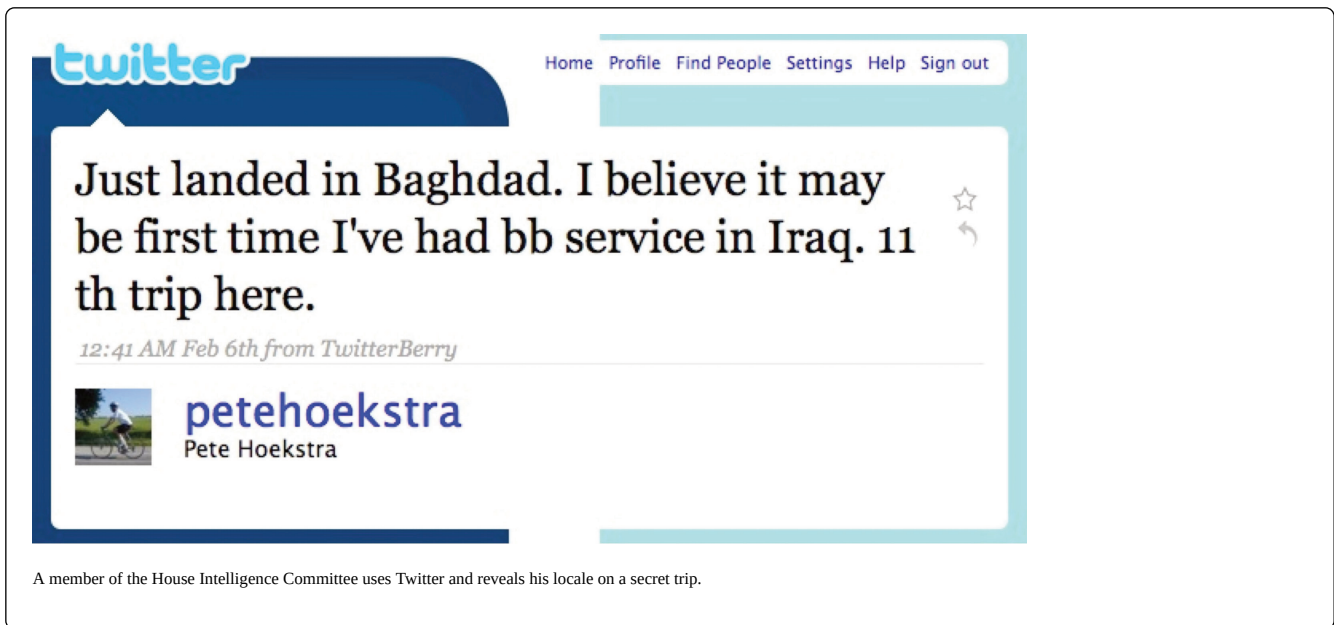 twitter
Home Profile Find People Settings Help Sign out
Just landed in Baghdad. I believe it may
be first time I've had bb service in Iraq. 11
th trip here.
12:41 AM Feb 6th from TwitterBerry
petehoekstra
Pete Hoekstra
A member of the House Intelligence Committee uses Twitter and reveals his locale on a secret trip.